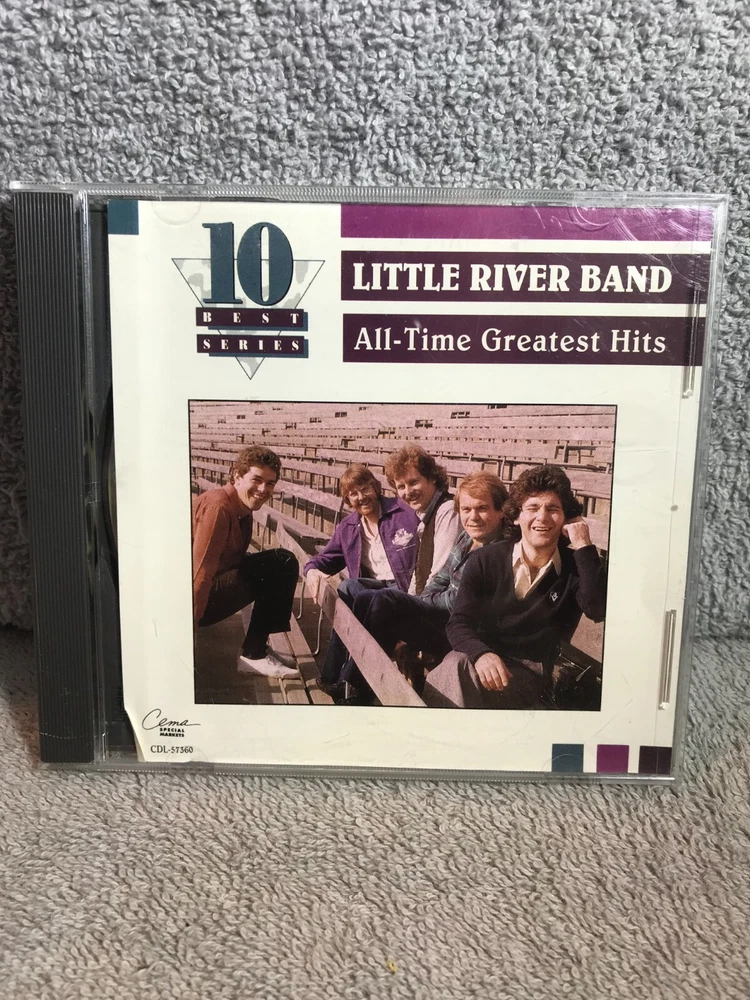 10
BEST
SERIES
LITTLE RIVER BAND
All-Time Greatest Hits
Cema
SPECIAL
MARKETS
CDL-57360